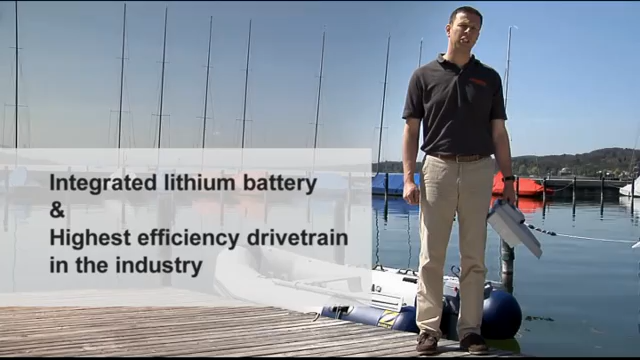 Integrated lithium battery
&
Highest efficiency drivetrain
in the industry